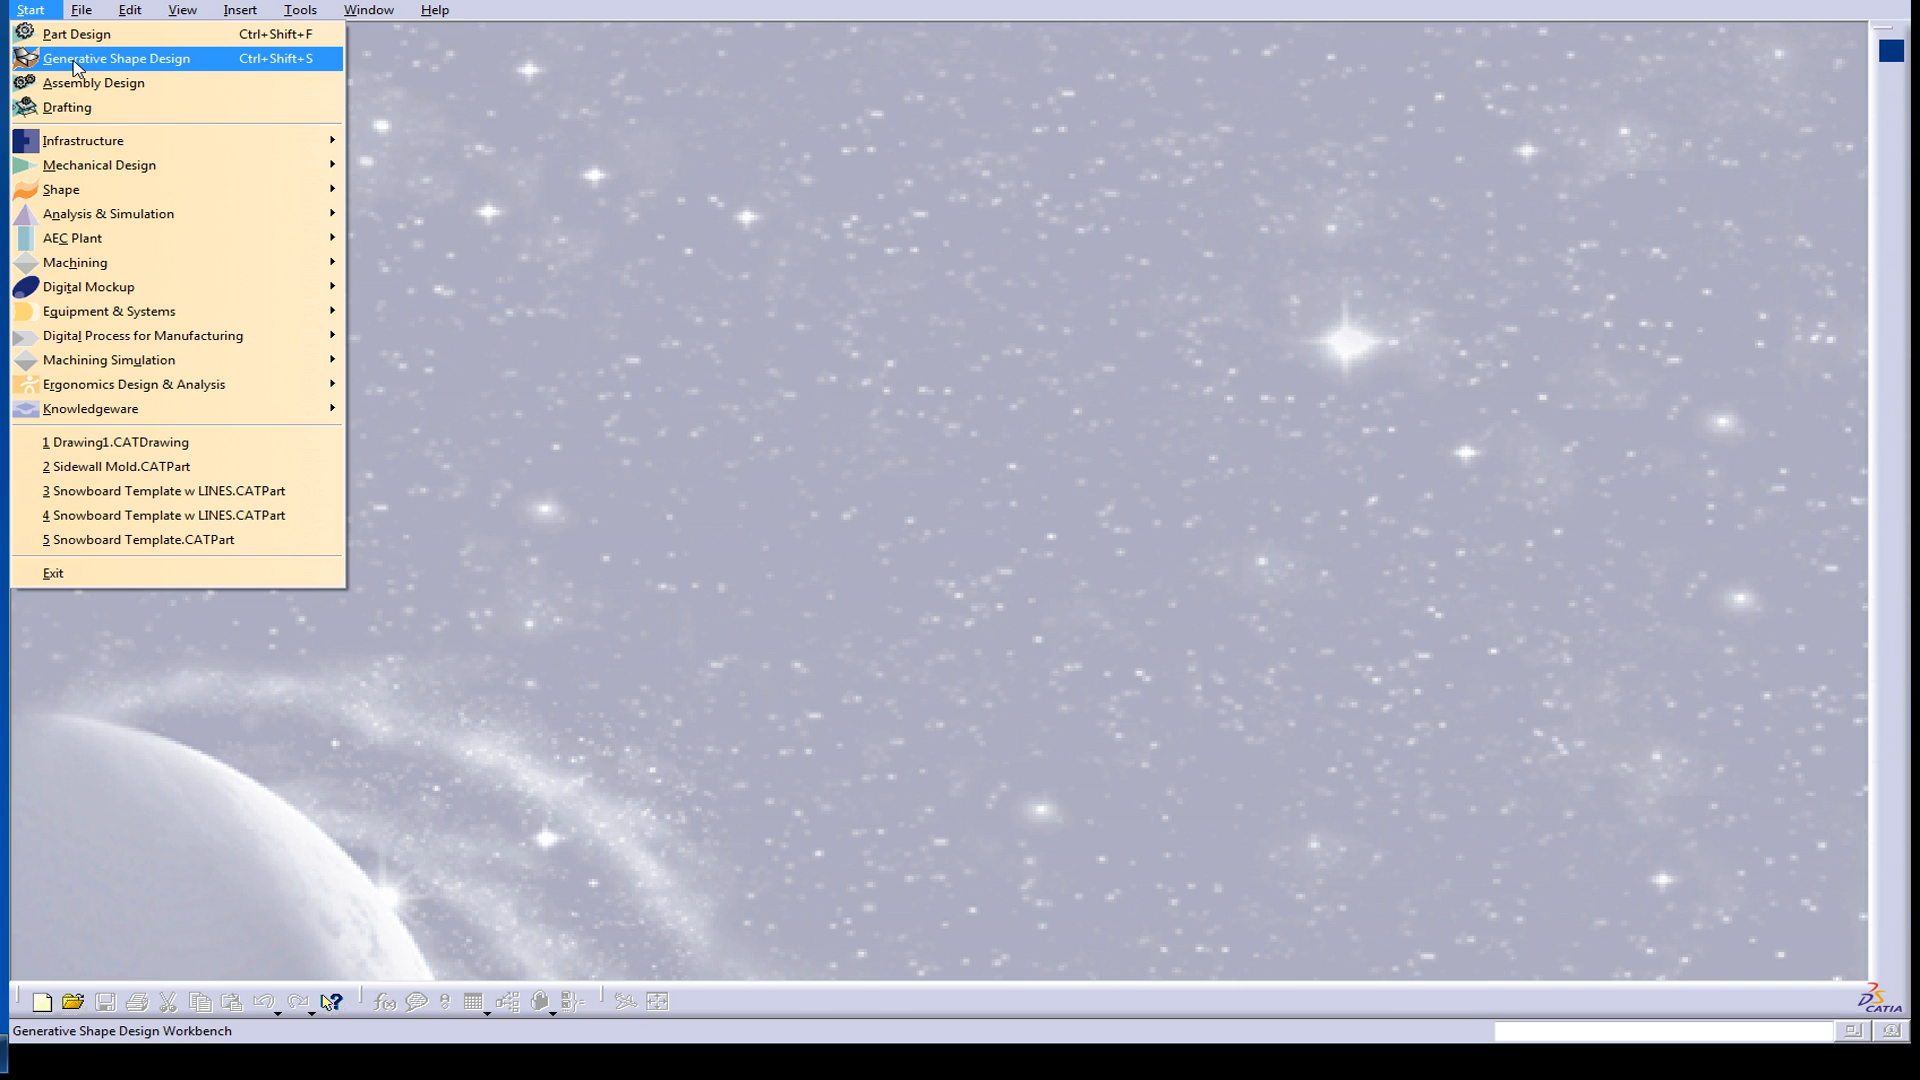 Start File Edit View Insert Tools Window Help
Part Design Ctrl+Shift+F
Generative Shape Design Ctrl+Shift+S
Assembly Design
Drafting
Infrastructure
Mechanical Design
Shape
Analysis & Simulation
AEC Plant
Machining
Digital Mockup
Equipment & Systems
Digital Process for Manufacturing
Machining Simulation
Ergonomics Design & Analysis
Knowledgeware
1 Drawing1.CATDrawing
2 Sidewall Mold.CATPart
3 Snowboard Template w LINES.CATPart
4 Snowboard Template w LINES.CATPart
5 Snowboard Template.CATPart
Exit
f(x)
CATIA
Generative Shape Design Workbench